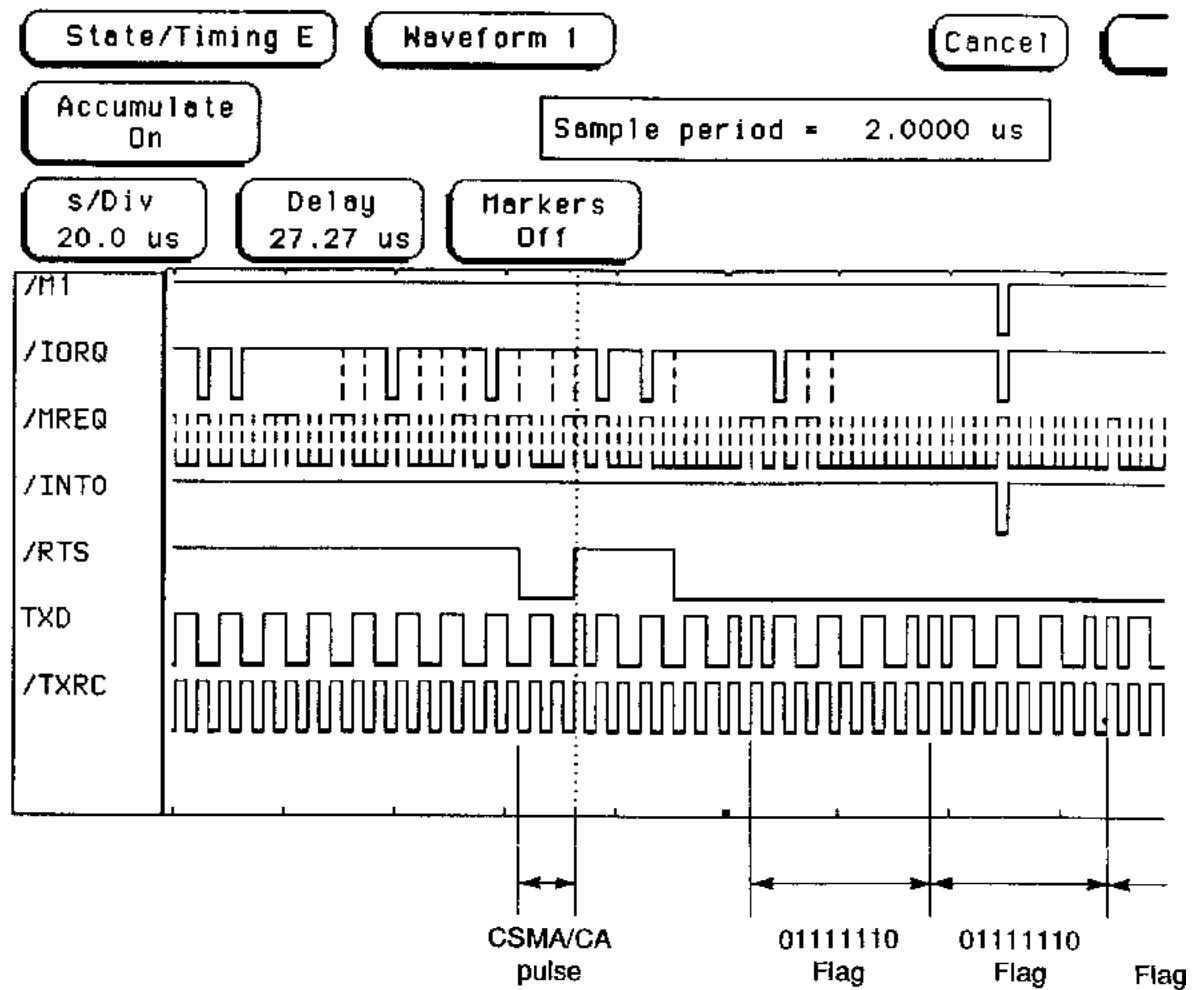 State/Timing E
Waveform 1
Cancel
Accumulate
On
Sample period = 2.0000 us
s/Div
20.0 us
Delay
27.27 us
Markers
Off
/M1
/IORQ
/MREQ
/INT0
/RTS
TXD
/TXRC
CSMA/CA
pulse
01111110
Flag
01111110
Flag
Flag